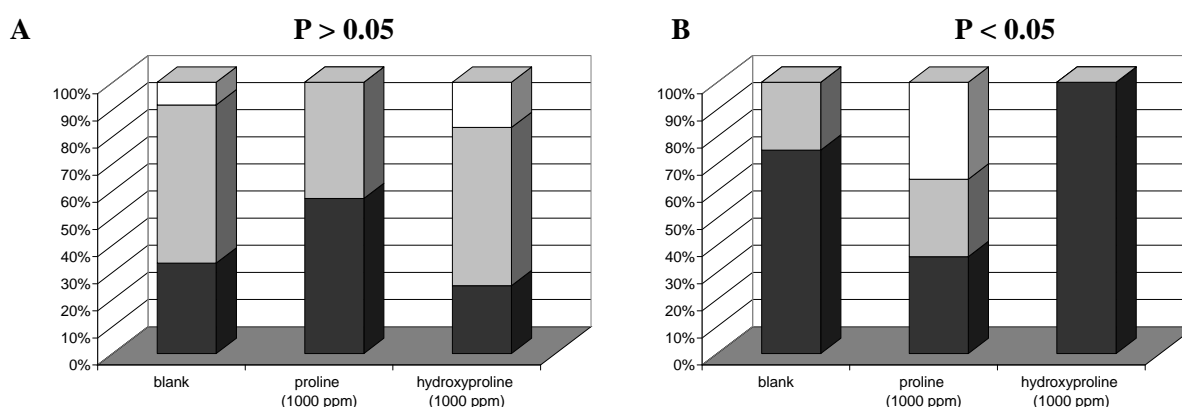 A
P > 0.05
100%
90%
80%
70%
60%
50%
40%
30%
20%
10%
0%
blank
proline
(1000 ppm)
hydroxyproline
(1000 ppm)
B
P < 0.05
100%
90%
80%
70%
60%
50%
40%
30%
20%
10%
0%
blank
proline
(1000 ppm)
hydroxyproline
(1000 ppm)